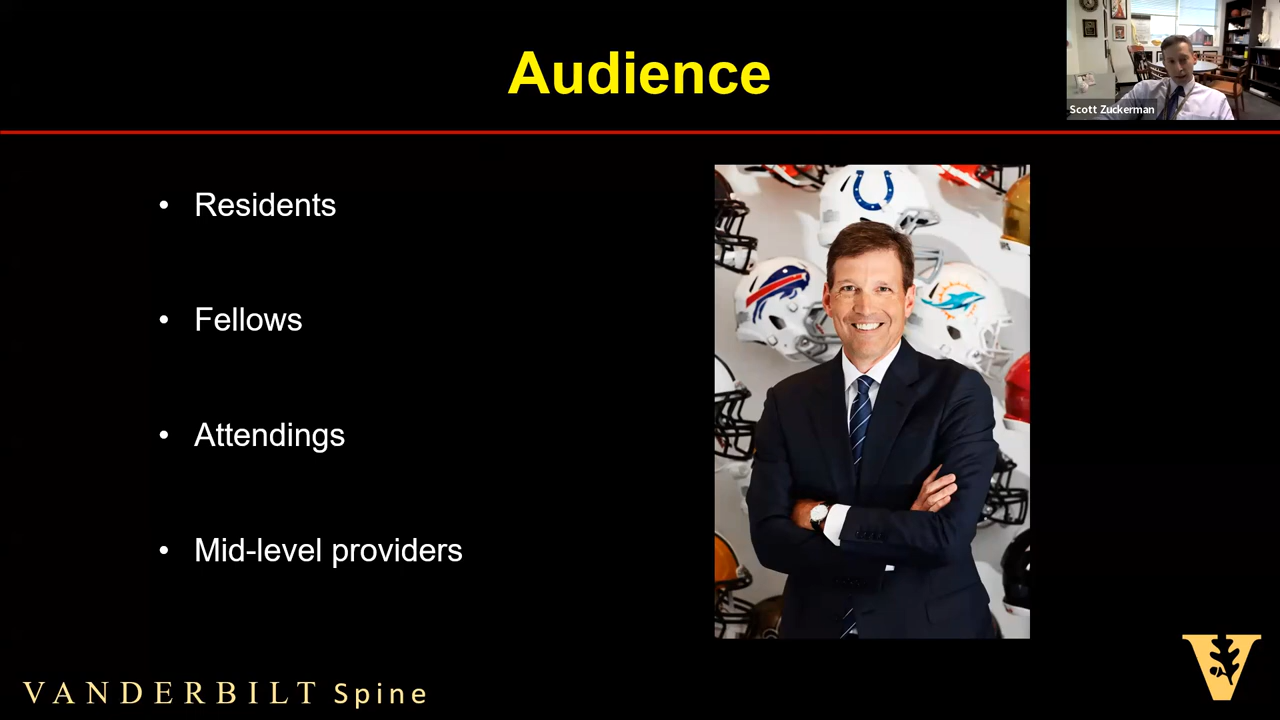 Audience
Scott Zuckerman
• Residents
• Fellows
• Attendings
• Mid-level providers
VANDERBILT Spine
V